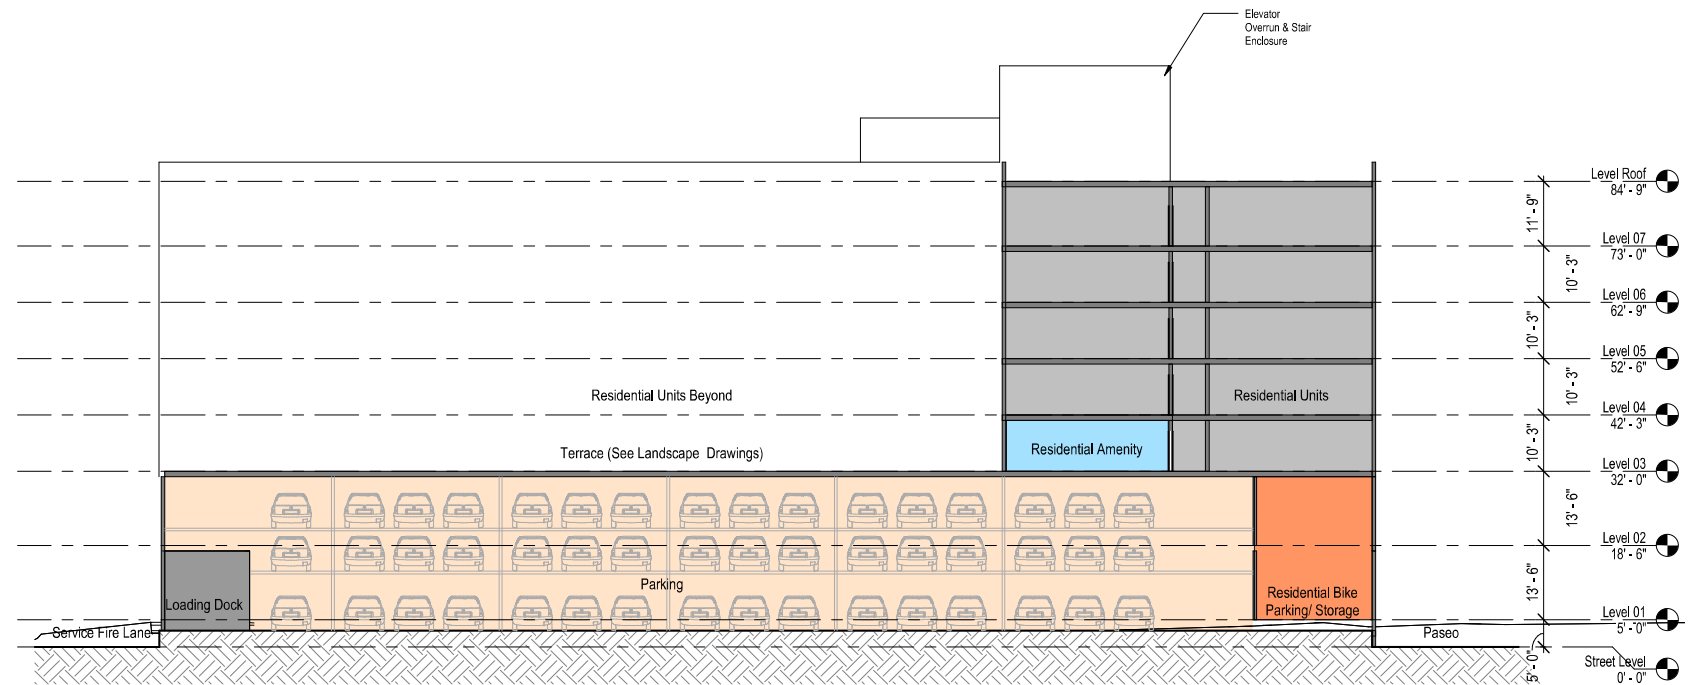 Elevator
Overrun & Stair
Enclosure
Level Roof
84' - 9"
11' - 9"
Level 07
73' - 0"
10' - 3"
Level 06
62' - 9"
10' - 3"
Level 05
52' - 6"
10' - 3"
Residential Units Beyond
Residential Units
Level 04
42' - 3"
10' - 3"
Terrace (See Landscape Drawings)
Residential Amenity
Level 03
32' - 0"
13' - 6"
Level 02
18' - 6"
13' - 6"
Parking
Loading Dock
Residential Bike
Parking/ Storage
Level 01
5' - 0"
Service Fire Lane
Paseo
5' - 0"
Street Level
0' - 0"